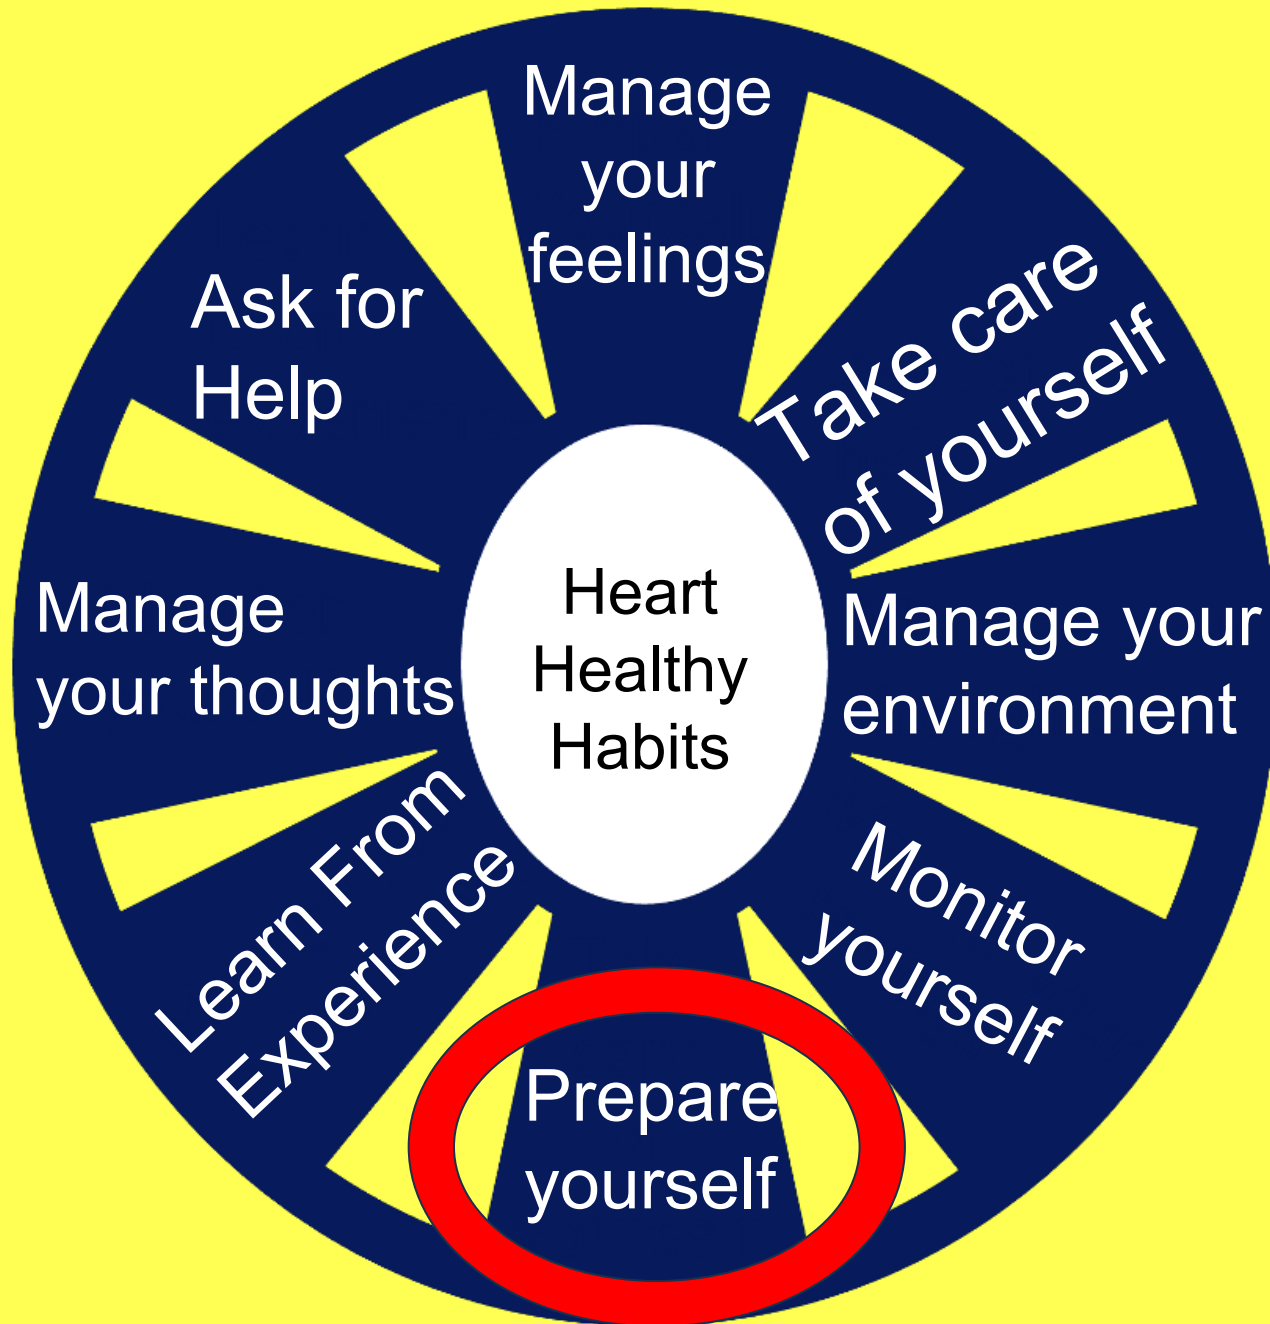 Manage
your
feelings
Take care
of yourself
Manage your
environment
Monitor
yourself
Prepare
yourself
Learn From
Experience
Manage
your thoughts
Ask for
Help
Heart
Healthy
Habits